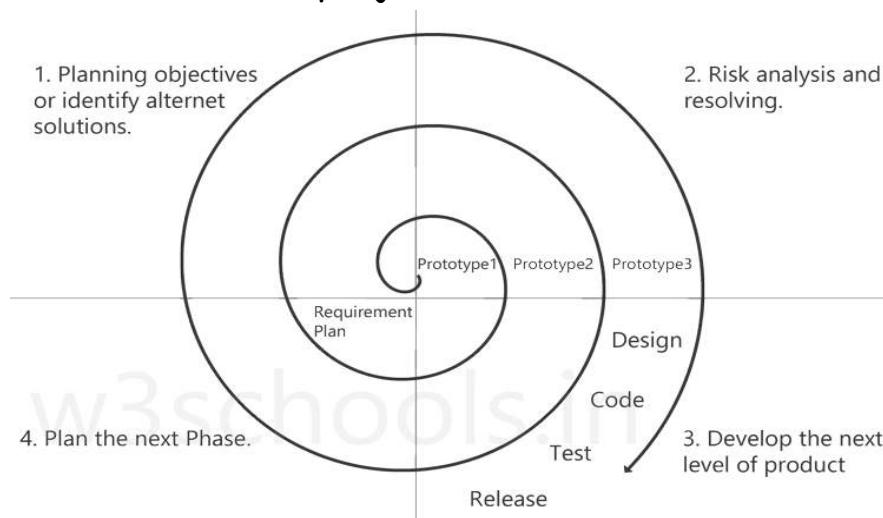 1. Planning objectives
or identify alternet
solutions.
2. Risk analysis and
resolving.
Prototype1
Prototype2
Prototype3
Requirement
Plan
Design
Code
Test
Release
4. Plan the next Phase.
3. Develop the next
level of product
w3schools.in